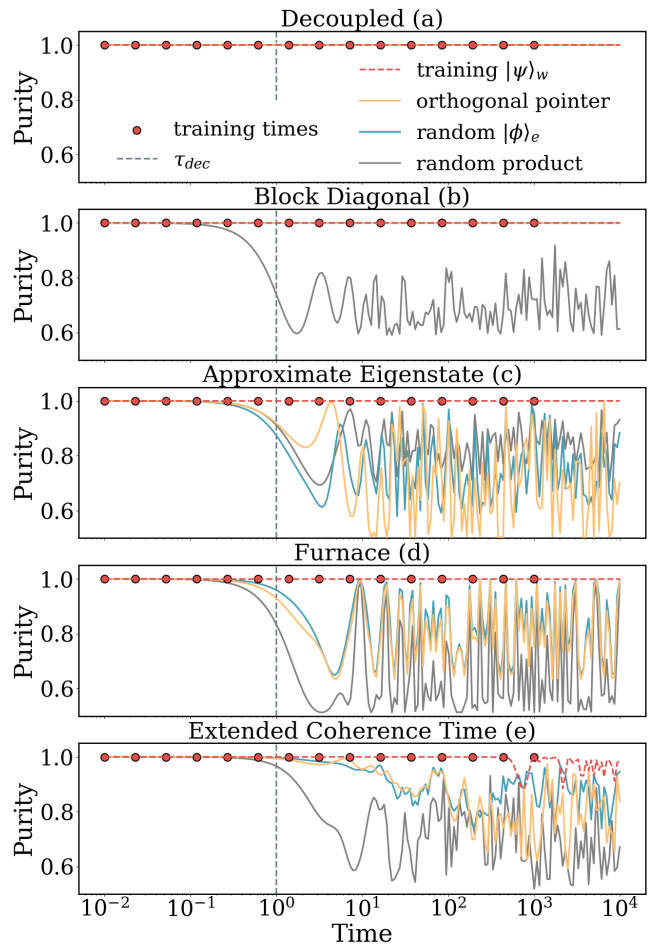 Decoupled (a)
1.0
0.8
0.6
Purity
training times
τ_dec
training |ψ⟩_w
orthogonal pointer
random |ϕ⟩_e
random product
Block Diagonal (b)
1.0
0.8
0.6
Purity
Approximate Eigenstate (c)
1.0
0.8
0.6
Purity
Furnace (d)
1.0
0.8
0.6
Purity
Extended Coherence Time (e)
1.0
0.8
0.6
Purity
10⁻² 10⁻¹ 10⁰ 10¹ 10² 10³ 10⁴
Time